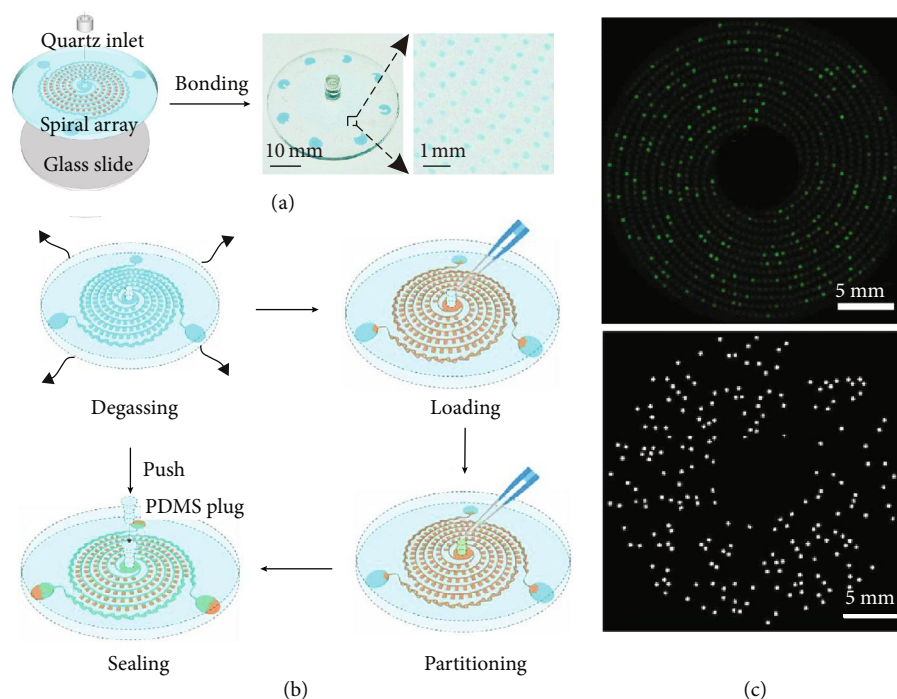 Quartz inlet
Spiral array
Glass slide
Bonding
10 mm
1 mm
(a)
Degassing
Loading
Push
PDMS plug
Sealing
Partitioning
(b)
5 mm
5 mm
(c)